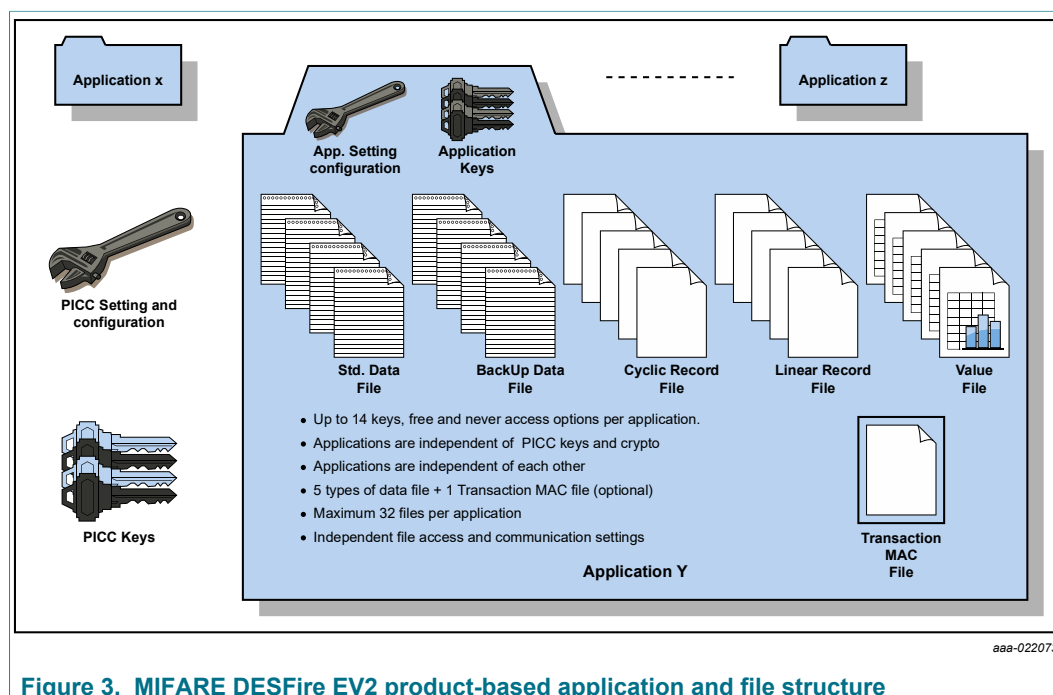 Application x
Application z
App. Setting
configuration
Application
Keys
PICC Setting and
configuration
Std. Data
File
BackUp Data
File
Cyclic Record
File
Linear Record
File
Value
File
• Up to 14 keys, free and never access options per application.
• Applications are independent of PICC keys and crypto
• Applications are independent of each other
• 5 types of data file + 1 Transaction MAC file (optional)
• Maximum 32 files per application
• Independent file access and communication settings
PICC Keys
Transaction
MAC
File
Application Y
aaa-022073
Figure 3. MIFARE DESFire EV2 product-based application and file structure